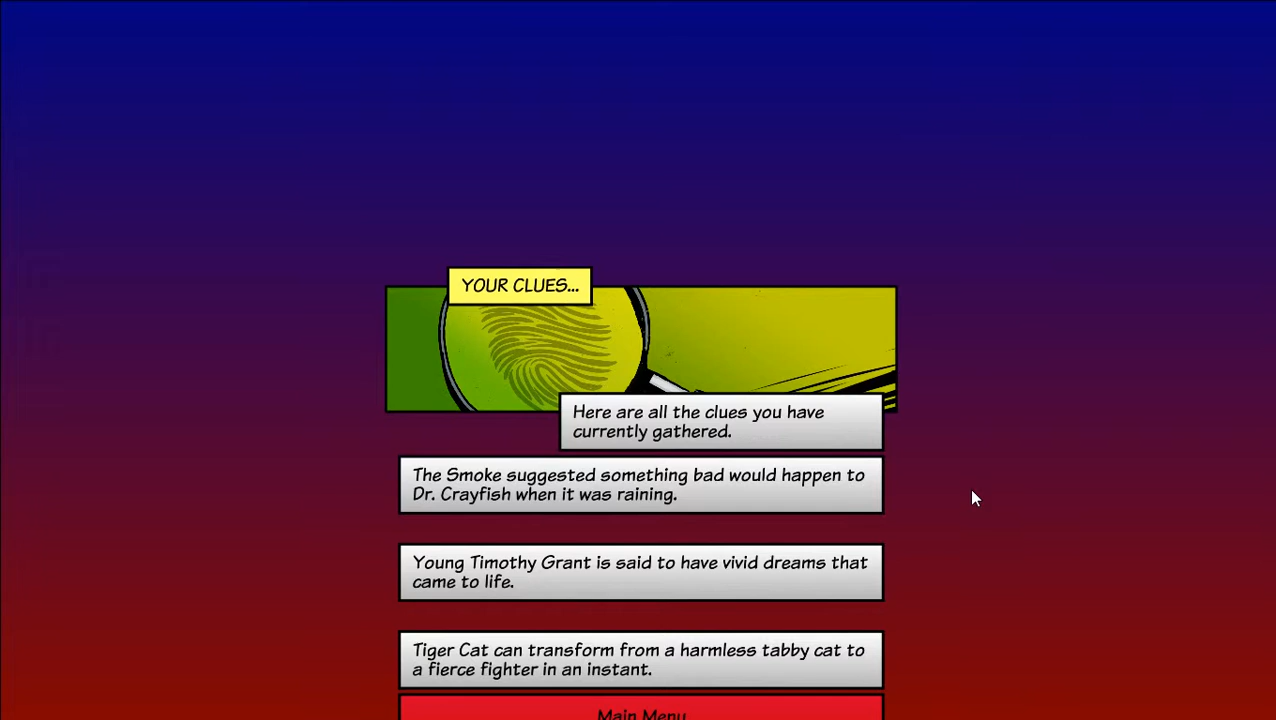 YOUR CLUES...
Here are all the clues you have
currently gathered.
The Smoke suggested something bad would happen to
Dr. Crayfish when it was raining.
Young Timothy Grant is said to have vivid dreams that
came to life.
Tiger Cat can transform from a harmless tabby cat to
a fierce fighter in an instant.
Main Menu